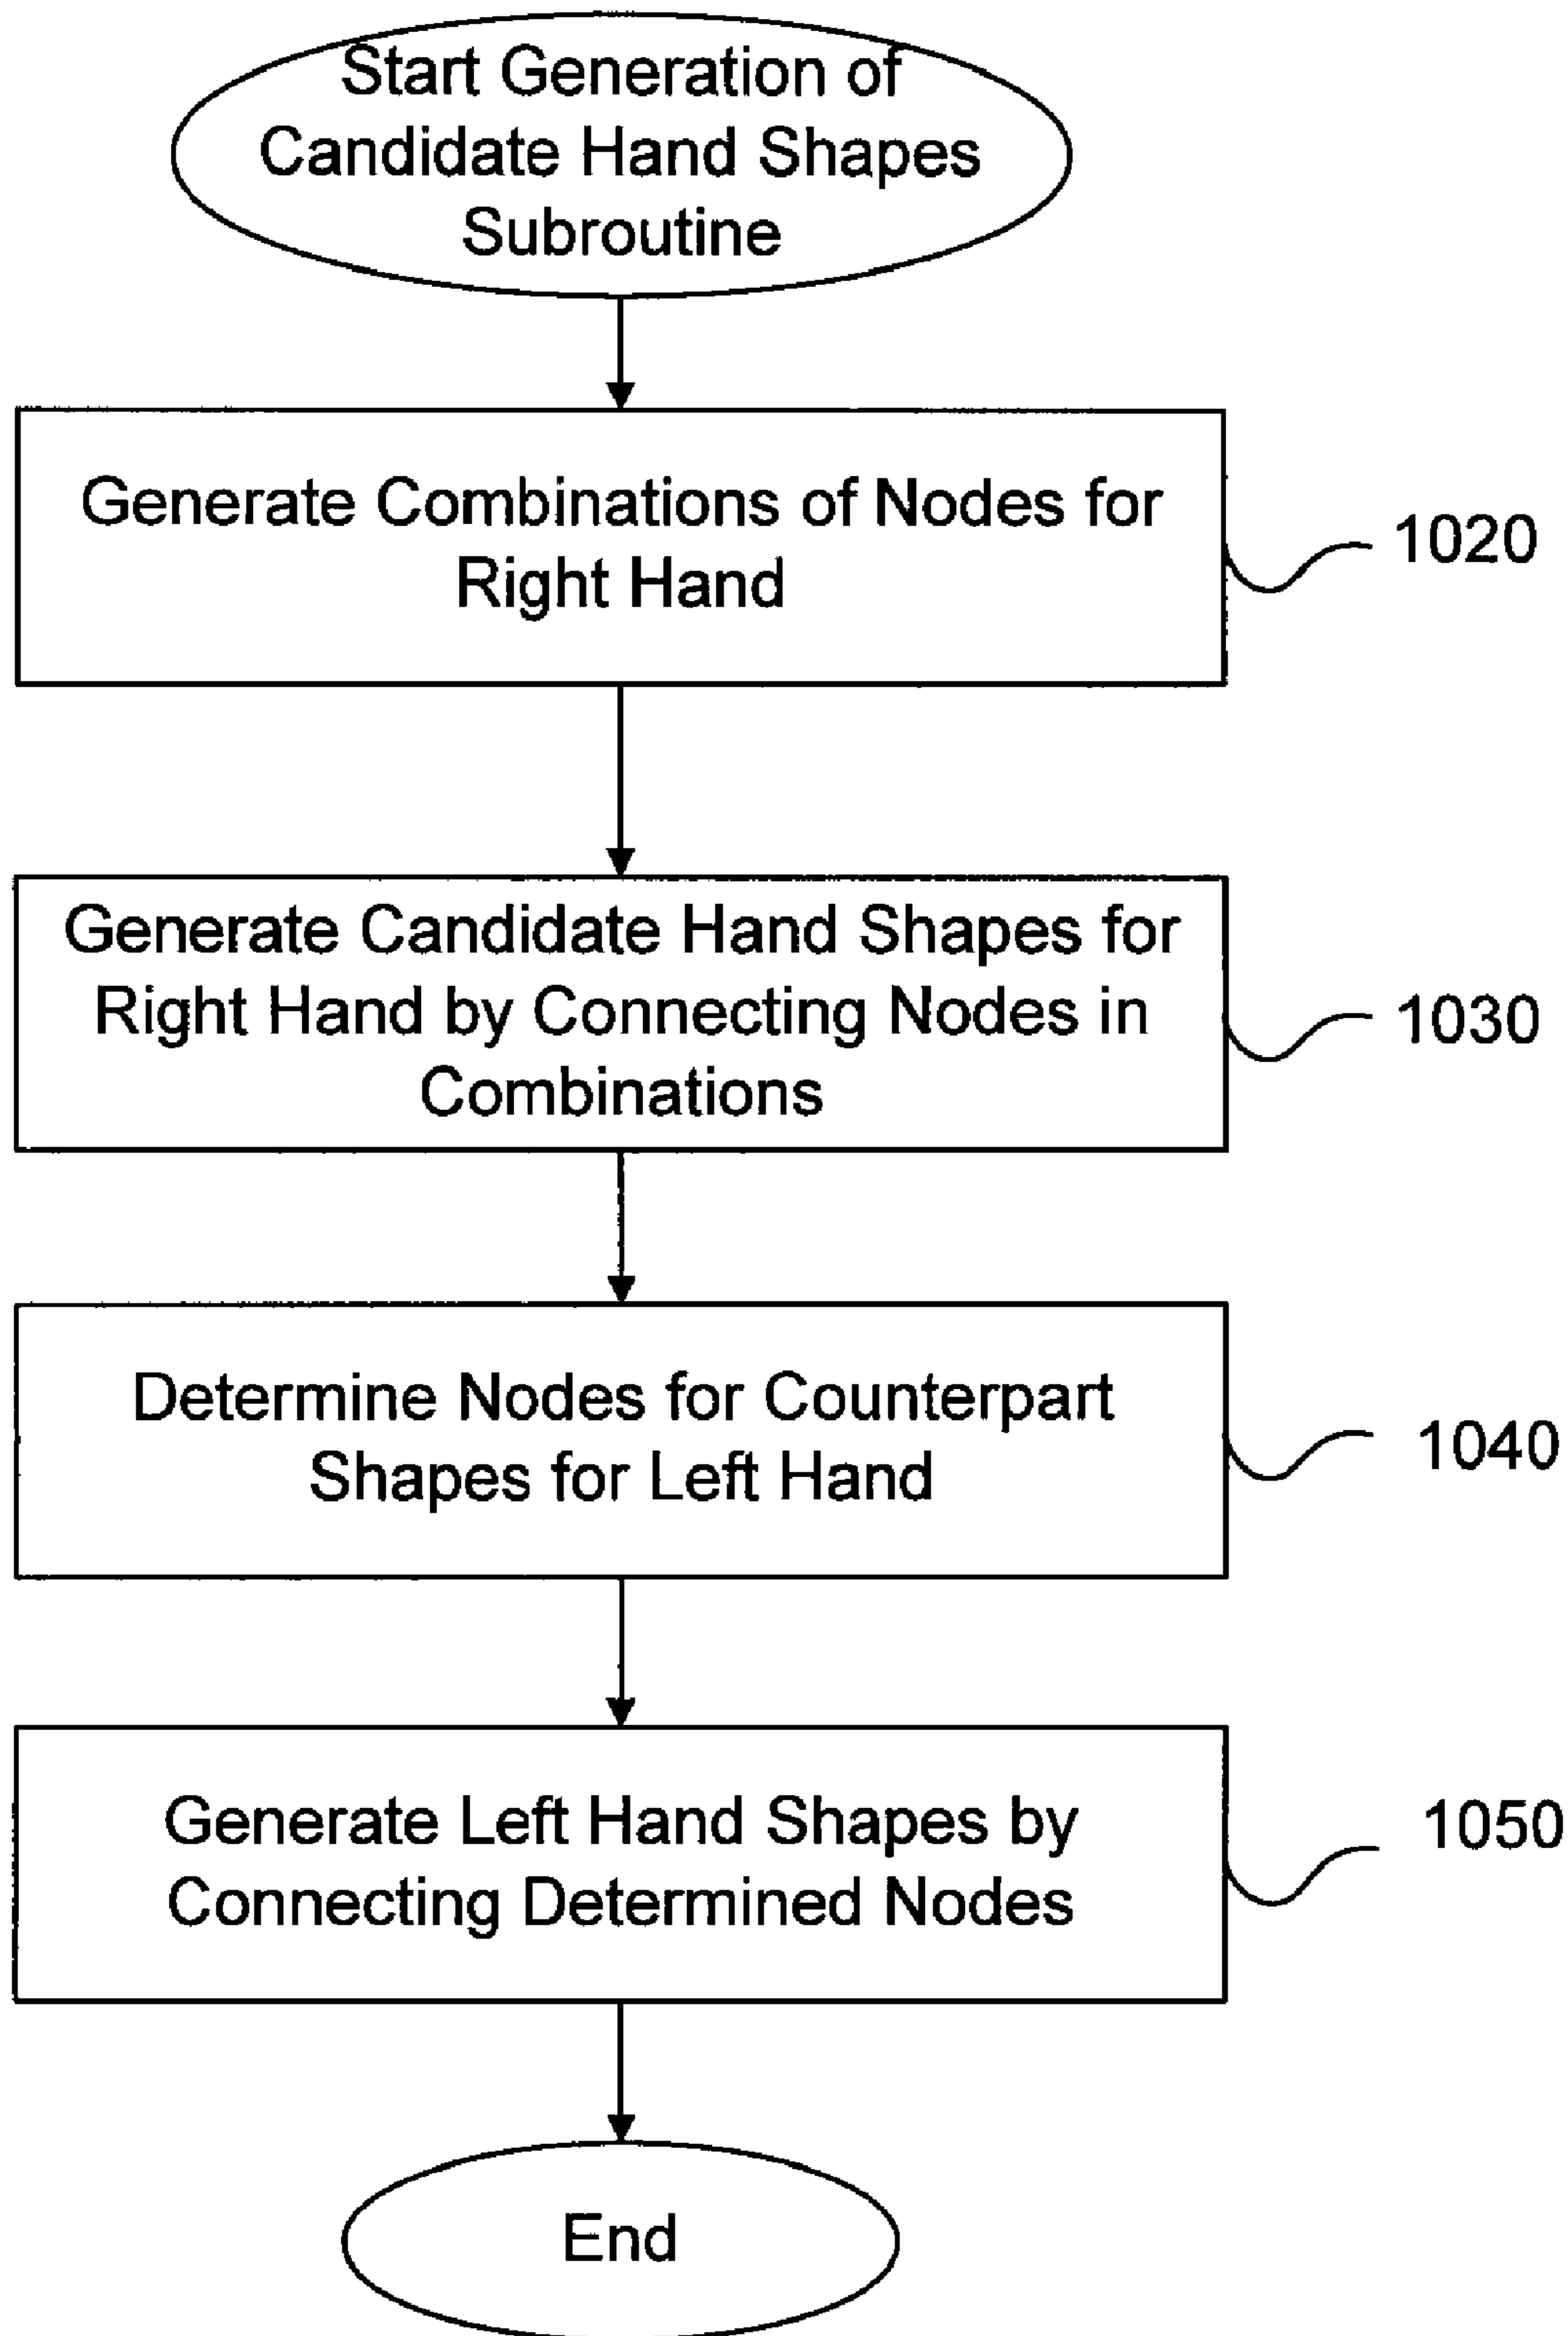 Start Generation of
Candidate Hand Shapes
Subroutine
Generate Combinations of Nodes for
Right Hand
1020
Generate Candidate Hand Shapes for
Right Hand by Connecting Nodes in
Combinations
1030
Determine Nodes for Counterpart
Shapes for Left Hand
1040
Generate Left Hand Shapes by
Connecting Determined Nodes
1050
End